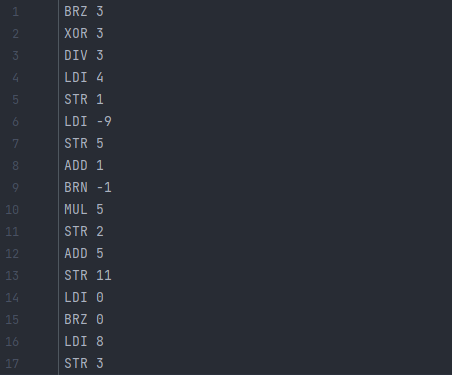 1 BRZ 3
2 XOR 3
3 DIV 3
4 LDI 4
5 STR 1
6 LDI -9
7 STR 5
8 ADD 1
9 BRN -1
10 MUL 5
11 STR 2
12 ADD 5
13 STR 11
14 LDI 0
15 BRZ 0
16 LDI 8
17 STR 3